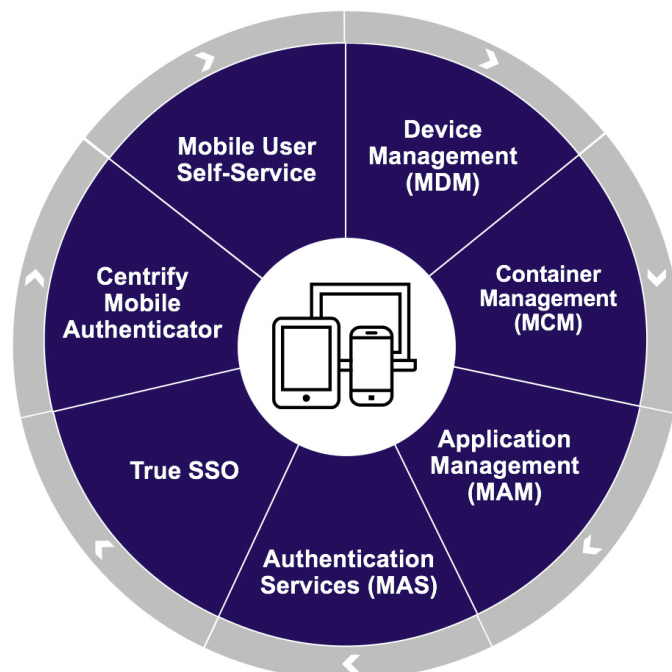 Device
Management
(MDM)
Container
Management
(MCM)
Application
Management
(MAM)
Authentication
Services (MAS)
True SSO
Centrify
Mobile
Authenticator
Mobile User
Self-Service